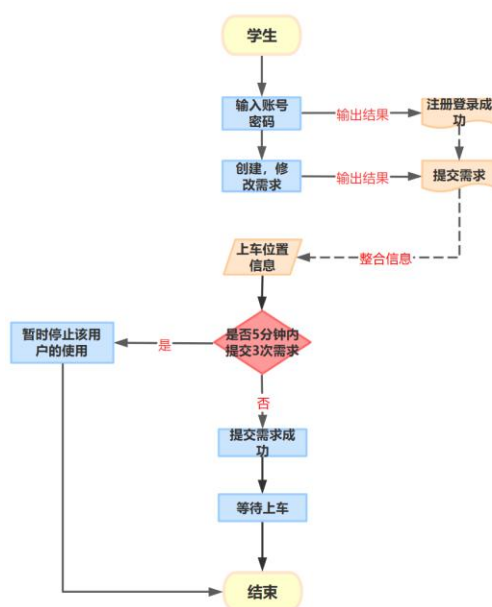 学生
输入账号
密码
输出结果
注册登录成
功
创建，修
改需求
输出结果
提交需求
上车位置
信息
整合信息
暂时停止该用
户的使用
是
是否5分钟内
提交3次需求
否
提交需求成
功
等待上车
结束